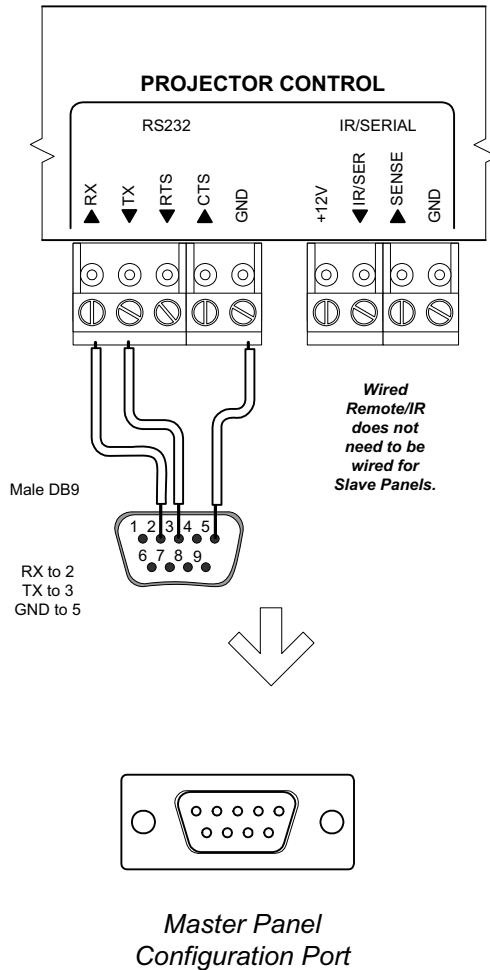 PROJECTOR CONTROL
RS232 IR/SERIAL
RX TX RTS CTS GND +12V IR/SER SENSE GND
Wired
Remote/IR
does not
need to be
wired for
Slave Panels.
Male DB9
1 2 3 4 5
6 7 8 9
RX to 2
TX to 3
GND to 5
Master Panel
Configuration Port